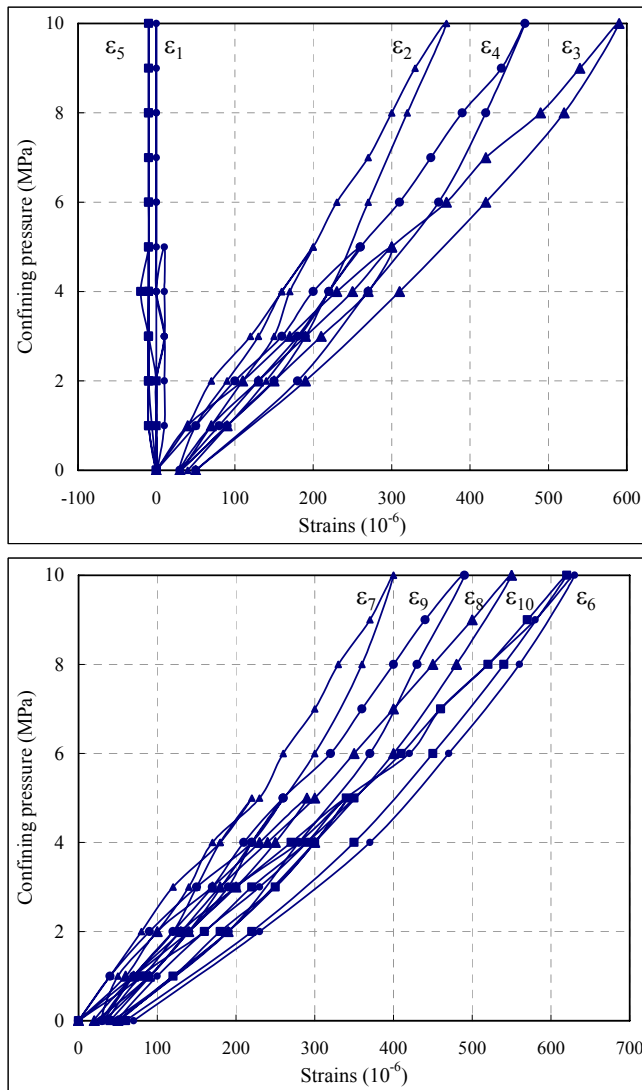 10
8
6
4
2
0
Confining pressure (MPa)
ε5 ε1 ε2 ε4 ε3
-100 0 100 200 300 400 500 600
Strains (10-6)
10
8
6
4
2
0
Confining pressure (MPa)
ε7 ε9 ε8 ε10 ε6
0 100 200 300 400 500 600 700
Strains (10-6)